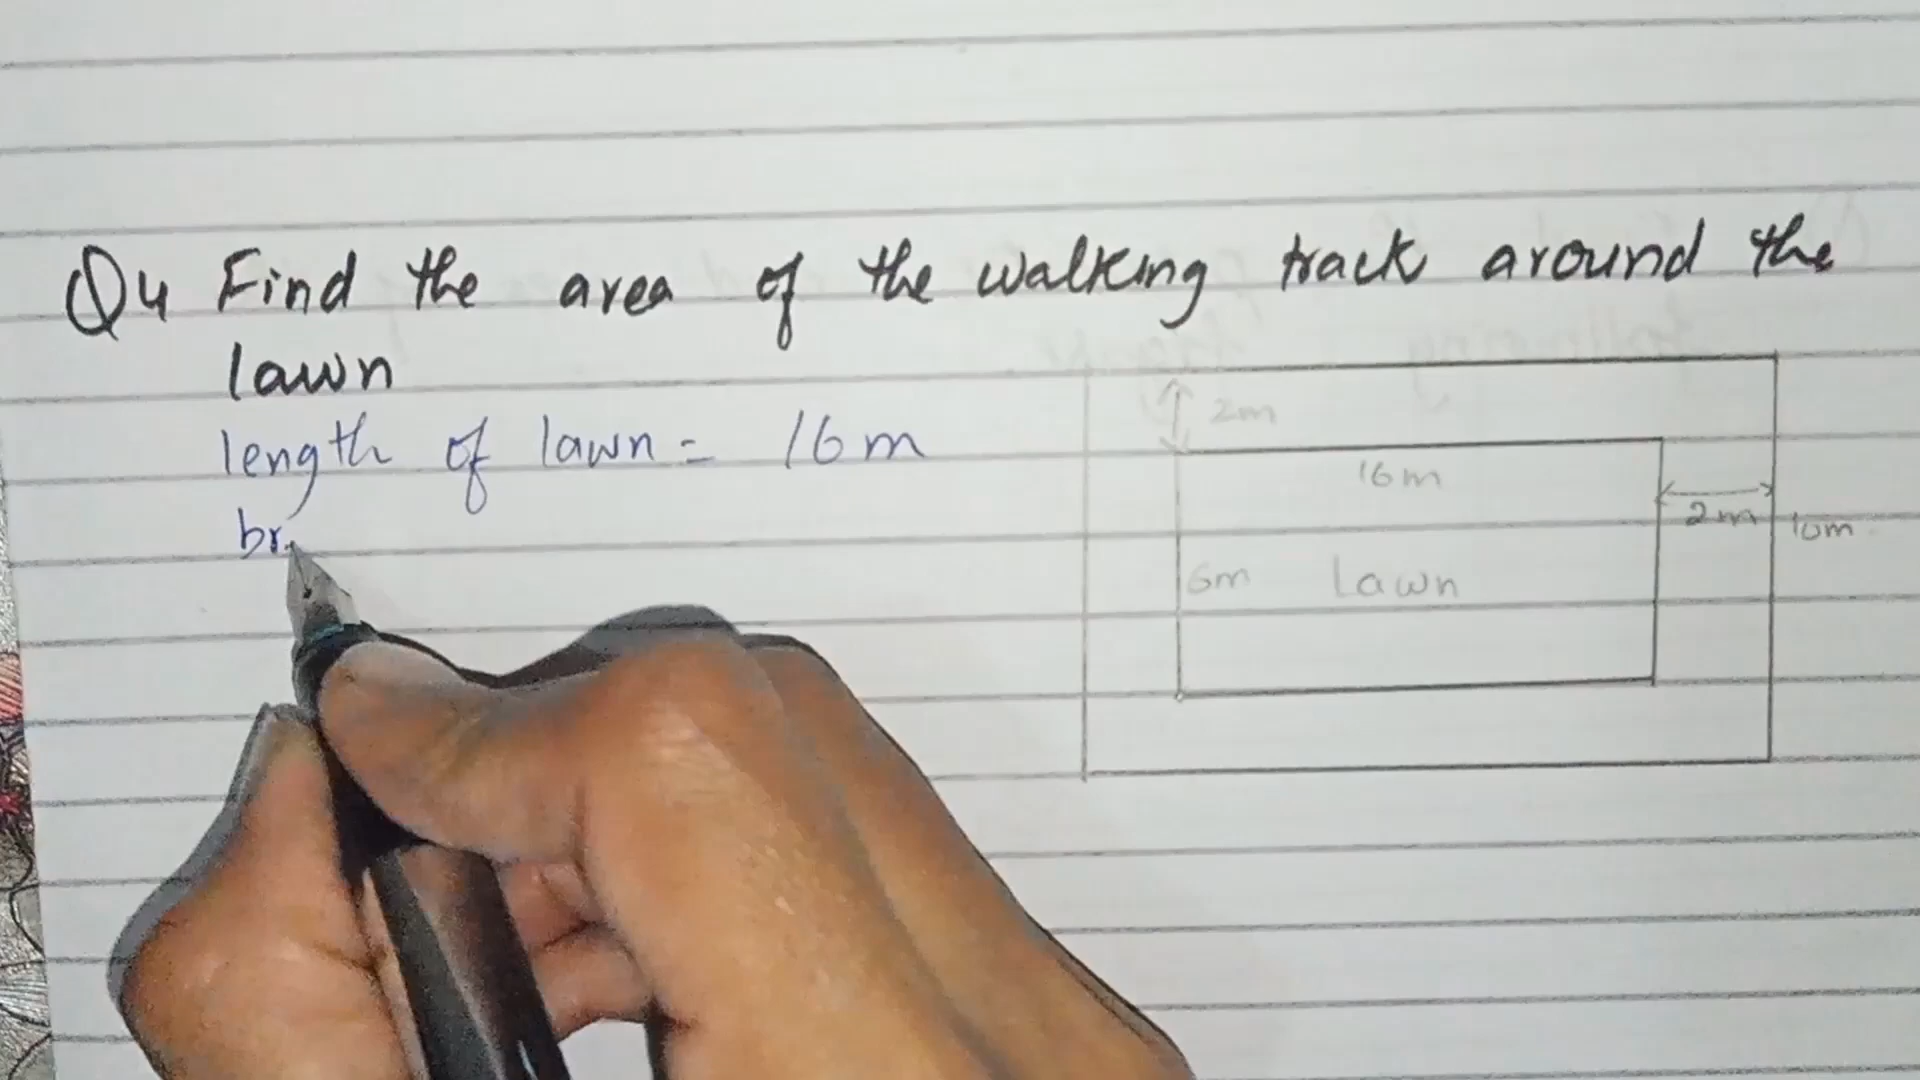 Q4 Find the area of the walking track around the
lawn
length of lawn = 16m
br
2m
16m
2m
10m
6m Lawn